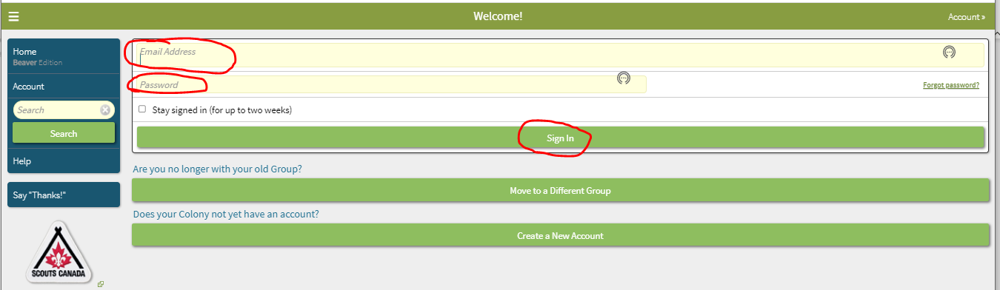 Welcome!
Account »
Home
Beaver Edition
Account
Search
Search
Help
Say "Thanks!"
SCOUTS CANADA
Email Address
Password
Forgot password?
Stay signed in (for up to two weeks)
Sign In
Are you no longer with your old Group?
Move to a Different Group
Does your Colony not yet have an account?
Create a New Account